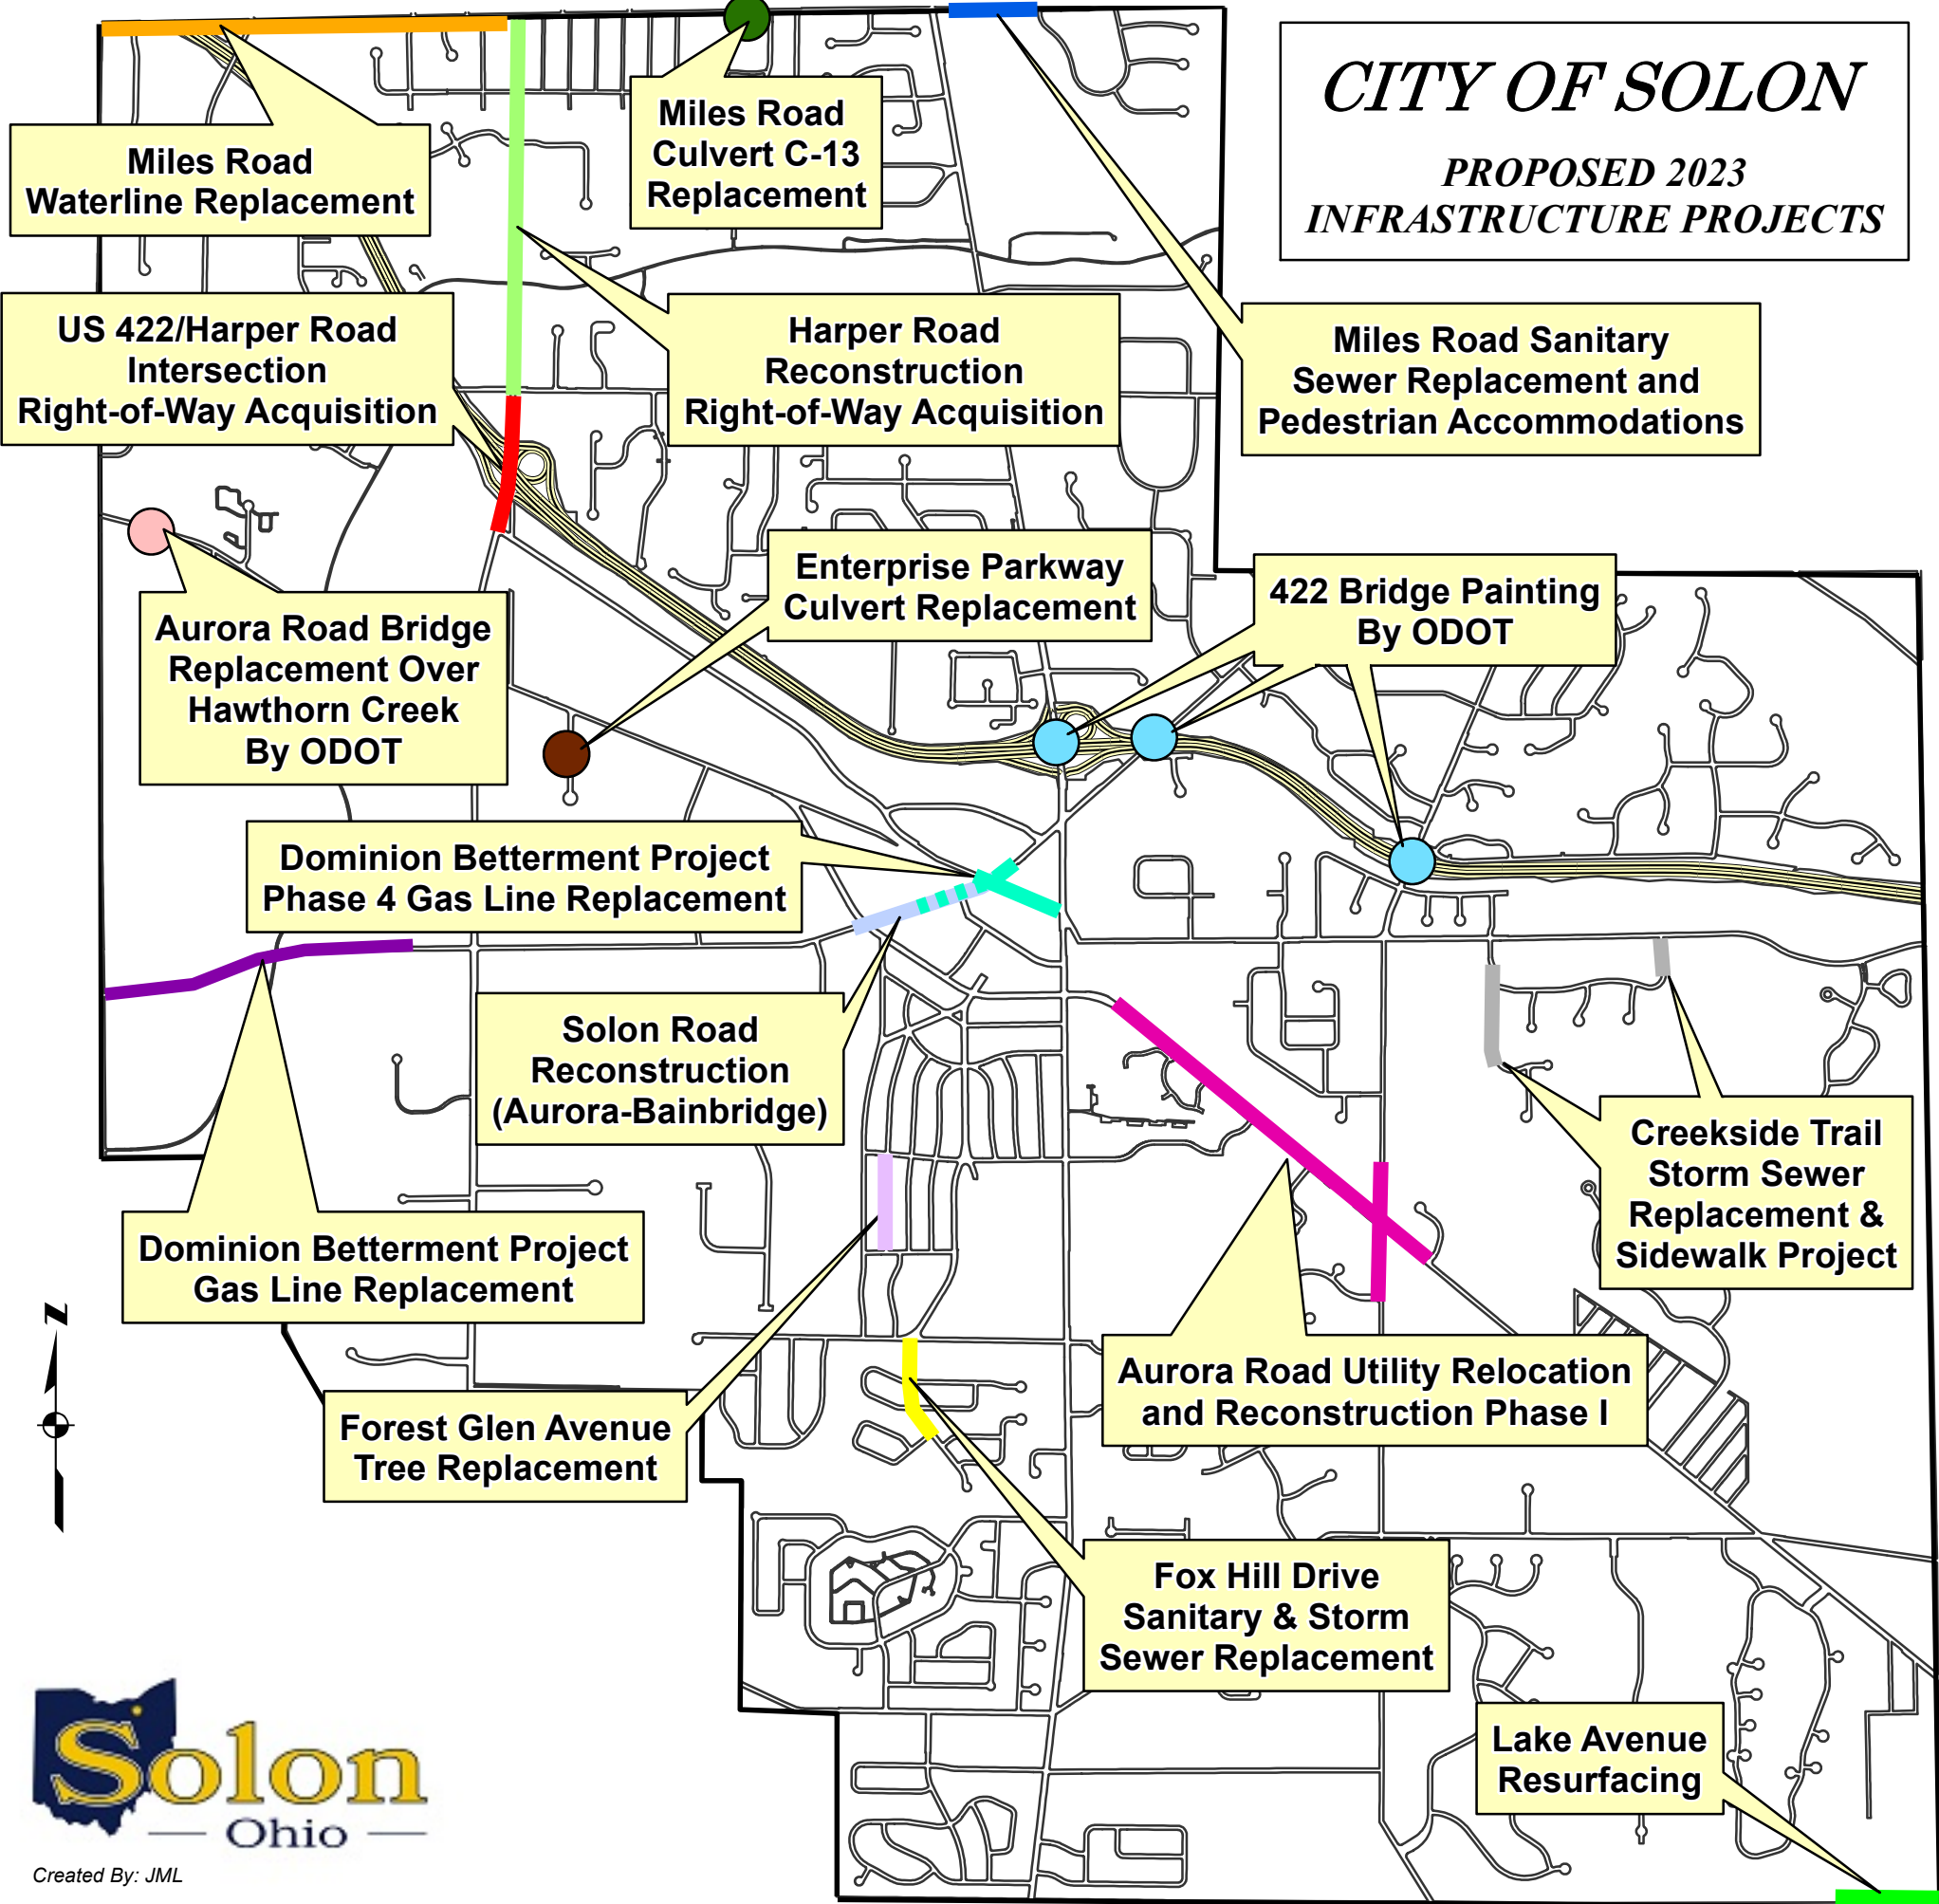 CITY OF SOLON
PROPOSED 2023
INFRASTRUCTURE PROJECTS
Miles Road
Waterline Replacement
Miles Road
Culvert C-13
Replacement
US 422/Harper Road
Intersection
Right-of-Way Acquisition
Harper Road
Reconstruction
Right-of-Way Acquisition
Miles Road Sanitary
Sewer Replacement and
Pedestrian Accommodations
Aurora Road Bridge
Replacement Over
Hawthorn Creek
By ODOT
Enterprise Parkway
Culvert Replacement
422 Bridge Painting
By ODOT
Dominion Betterment Project
Phase 4 Gas Line Replacement
Solon Road
Reconstruction
(Aurora-Bainbridge)
Creekside Trail
Storm Sewer
Replacement &
Sidewalk Project
Dominion Betterment Project
Gas Line Replacement
N
Aurora Road Utility Relocation
and Reconstruction Phase I
Forest Glen Avenue
Tree Replacement
Fox Hill Drive
Sanitary & Storm
Sewer Replacement
Lake Avenue
Resurfacing
Solon
Ohio
Created By: JML